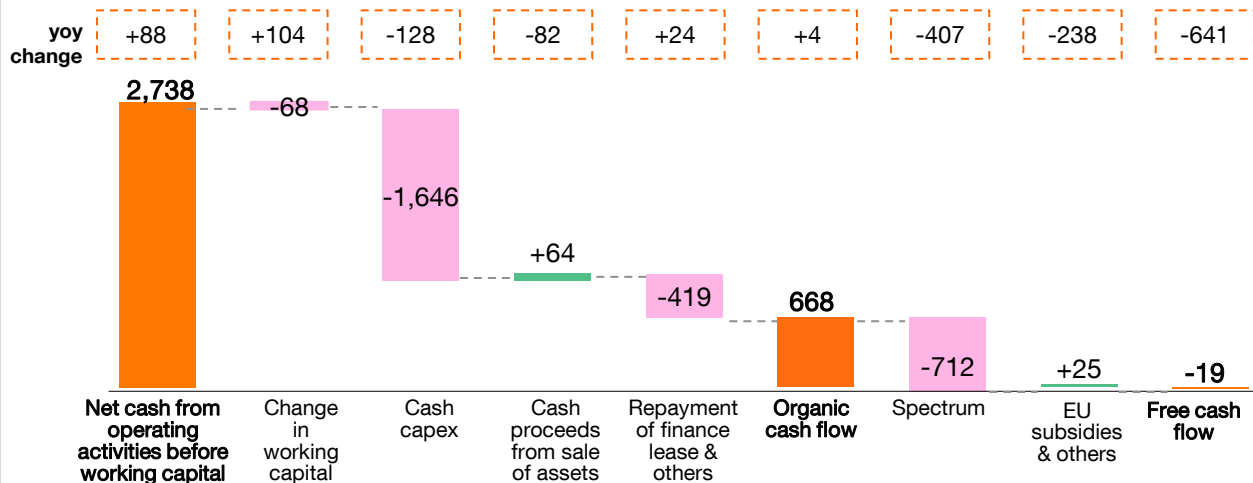 yoy
change
+88
+104
-128
-82
+24
+4
-407
-238
-641
2,738
-68
-1,646
+64
-419
668
-712
+25
-19
Net cash from
operating
activities before
working capital
Change
in
working
capital
Cash
capex
Cash
proceeds
from sale
of assets
Repayment
of finance
lease &
others
Organic
cash flow
Spectrum
EU
subsidies
& others
Free cash
flow